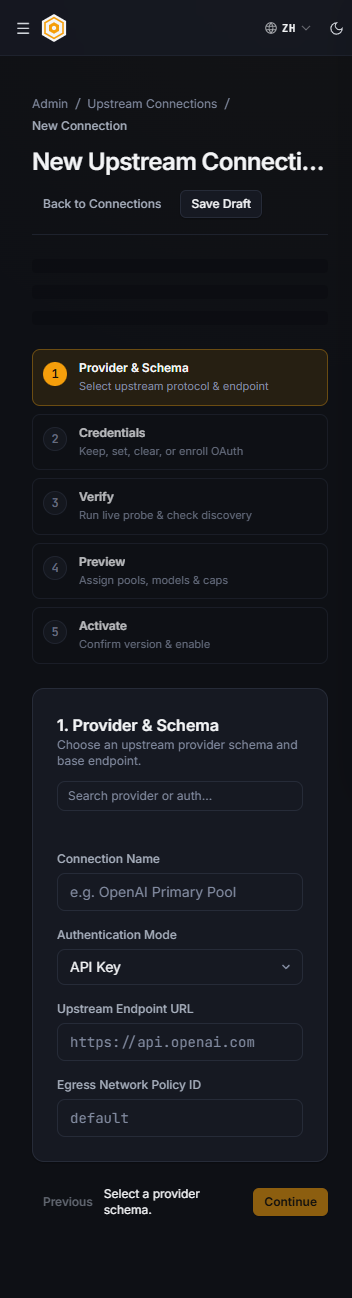 ZH
Admin / Upstream Connections /
New Connection
New Upstream Connecti...
Back to Connections
Save Draft
1
Provider & Schema
Select upstream protocol & endpoint
2
Credentials
Keep, set, clear, or enroll OAuth
3
Verify
Run live probe & check discovery
4
Preview
Assign pools, models & caps
5
Activate
Confirm version & enable
1. Provider & Schema
Choose an upstream provider schema and
base endpoint.
Search provider or auth...
Connection Name
e.g. OpenAI Primary Pool
Authentication Mode
API Key
Upstream Endpoint URL
https://api.openai.com
Egress Network Policy ID
default
Previous
Select a provider
schema.
Continue